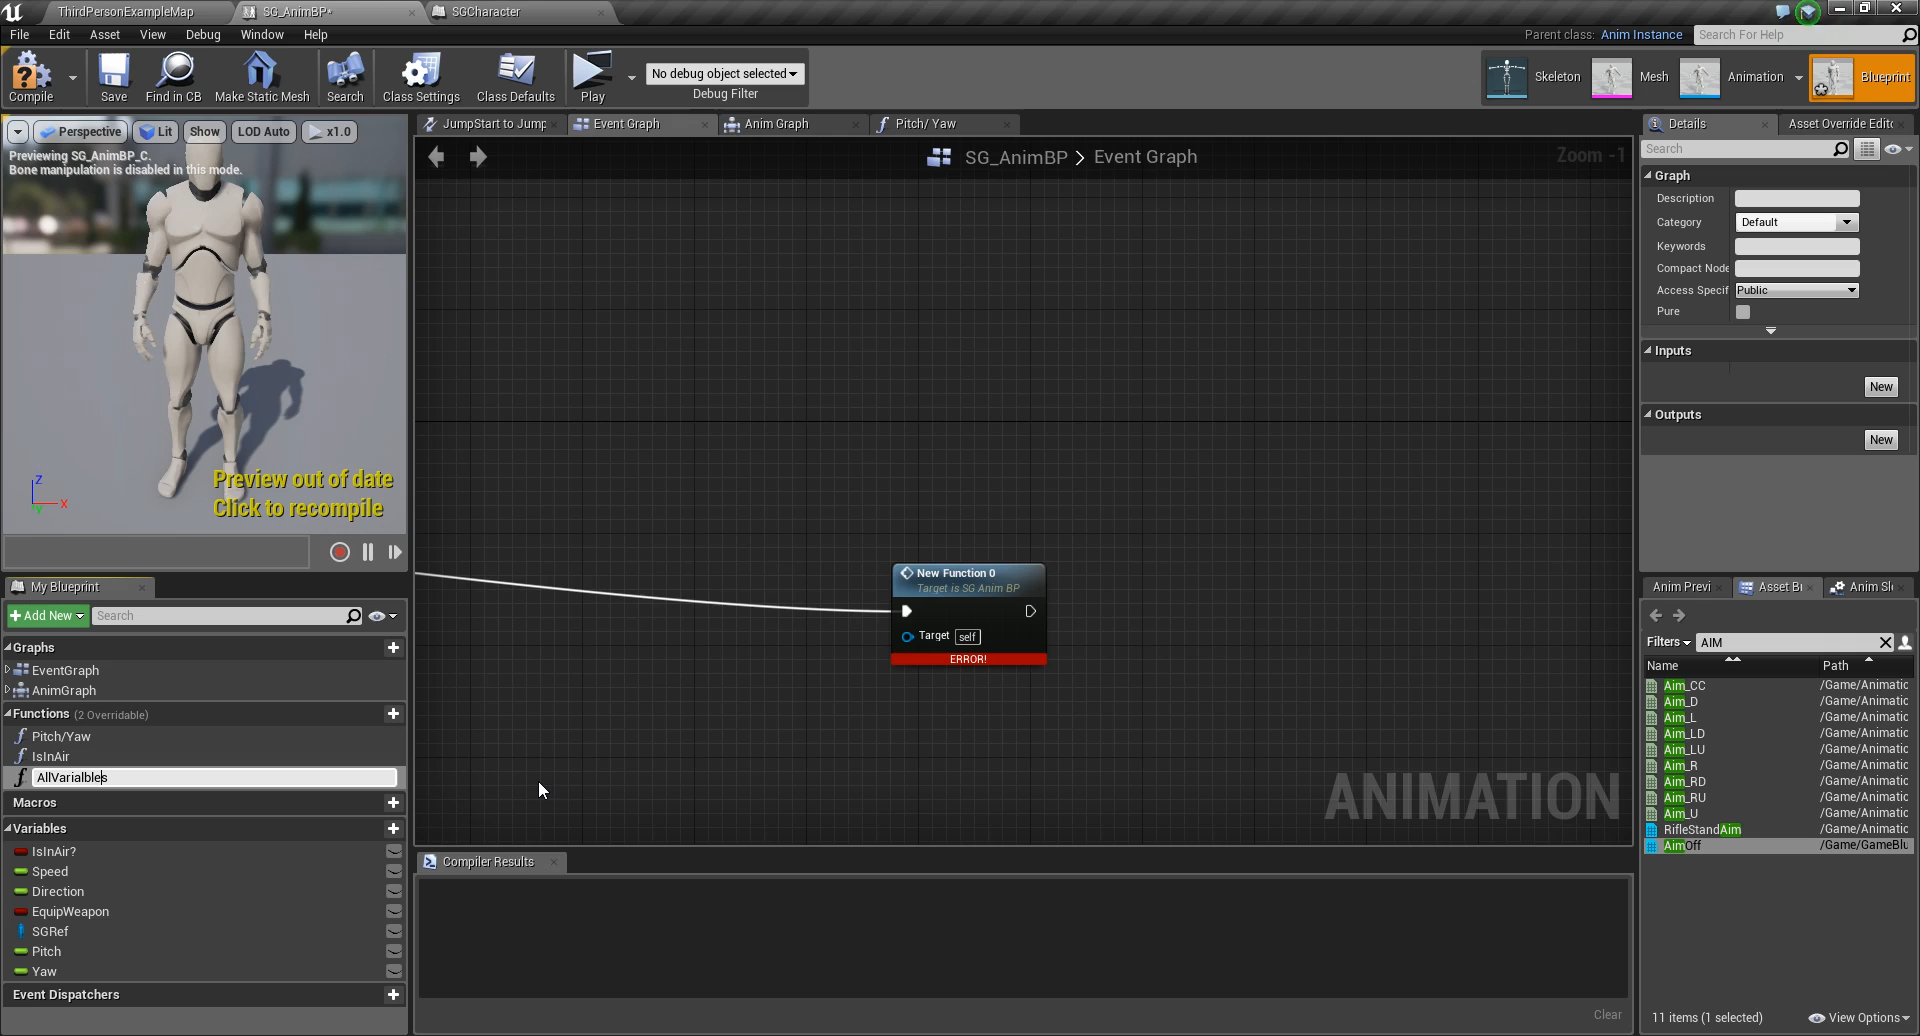 ThirdPersonExampleMap
SG_AnimBP*
SGCharacter
File Edit Asset View Debug Window Help
Parent class: Anim Instance
Search For Help
Compile
Save
Find in CB
Make Static Mesh
Search
Class Settings
Class Defaults
Play
No debug object selected
Debug Filter
Skeleton
Mesh
Animation
Blueprint
Perspective
Lit
Show
LOD Auto
x1.0
Previewing SG_AnimBP_C.
Bone manipulation is disabled in this mode.
Z
X
Y
Preview out of date
Click to recompile
JumpStart to Jump
Event Graph
Anim Graph
Pitch/ Yaw
SG_AnimBP > Event Graph
Zoom -1
New Function 0
Target is SG Anim BP
Target self
ERROR!
ANIMATION
Compiler Results
Clear
My Blueprint
Add New
Search
Graphs
EventGraph
AnimGraph
Functions (2 Overridable)
Pitch/Yaw
IsInAir
AllVarialbles
Macros
Variables
IsInAir?
Speed
Direction
EquipWeapon
SGRef
Pitch
Yaw
Event Dispatchers
Details
Asset Override Edito
Search
Graph
Description
Category Default
Keywords
Compact Node
Access Specif Public
Pure
Inputs
New
Outputs
New
Anim Previ
Asset Br
Anim Slo
Filters AIM
Name Path
Aim_CC /Game/Animatic
Aim_D /Game/Animatic
Aim_L /Game/Animatic
Aim_LD /Game/Animatic
Aim_LU /Game/Animatic
Aim_R /Game/Animatic
Aim_RD /Game/Animatic
Aim_RU /Game/Animatic
Aim_U /Game/Animatic
RifleStandAim /Game/Animatic
AimOff /Game/GameBlu
11 items (1 selected)
View Options